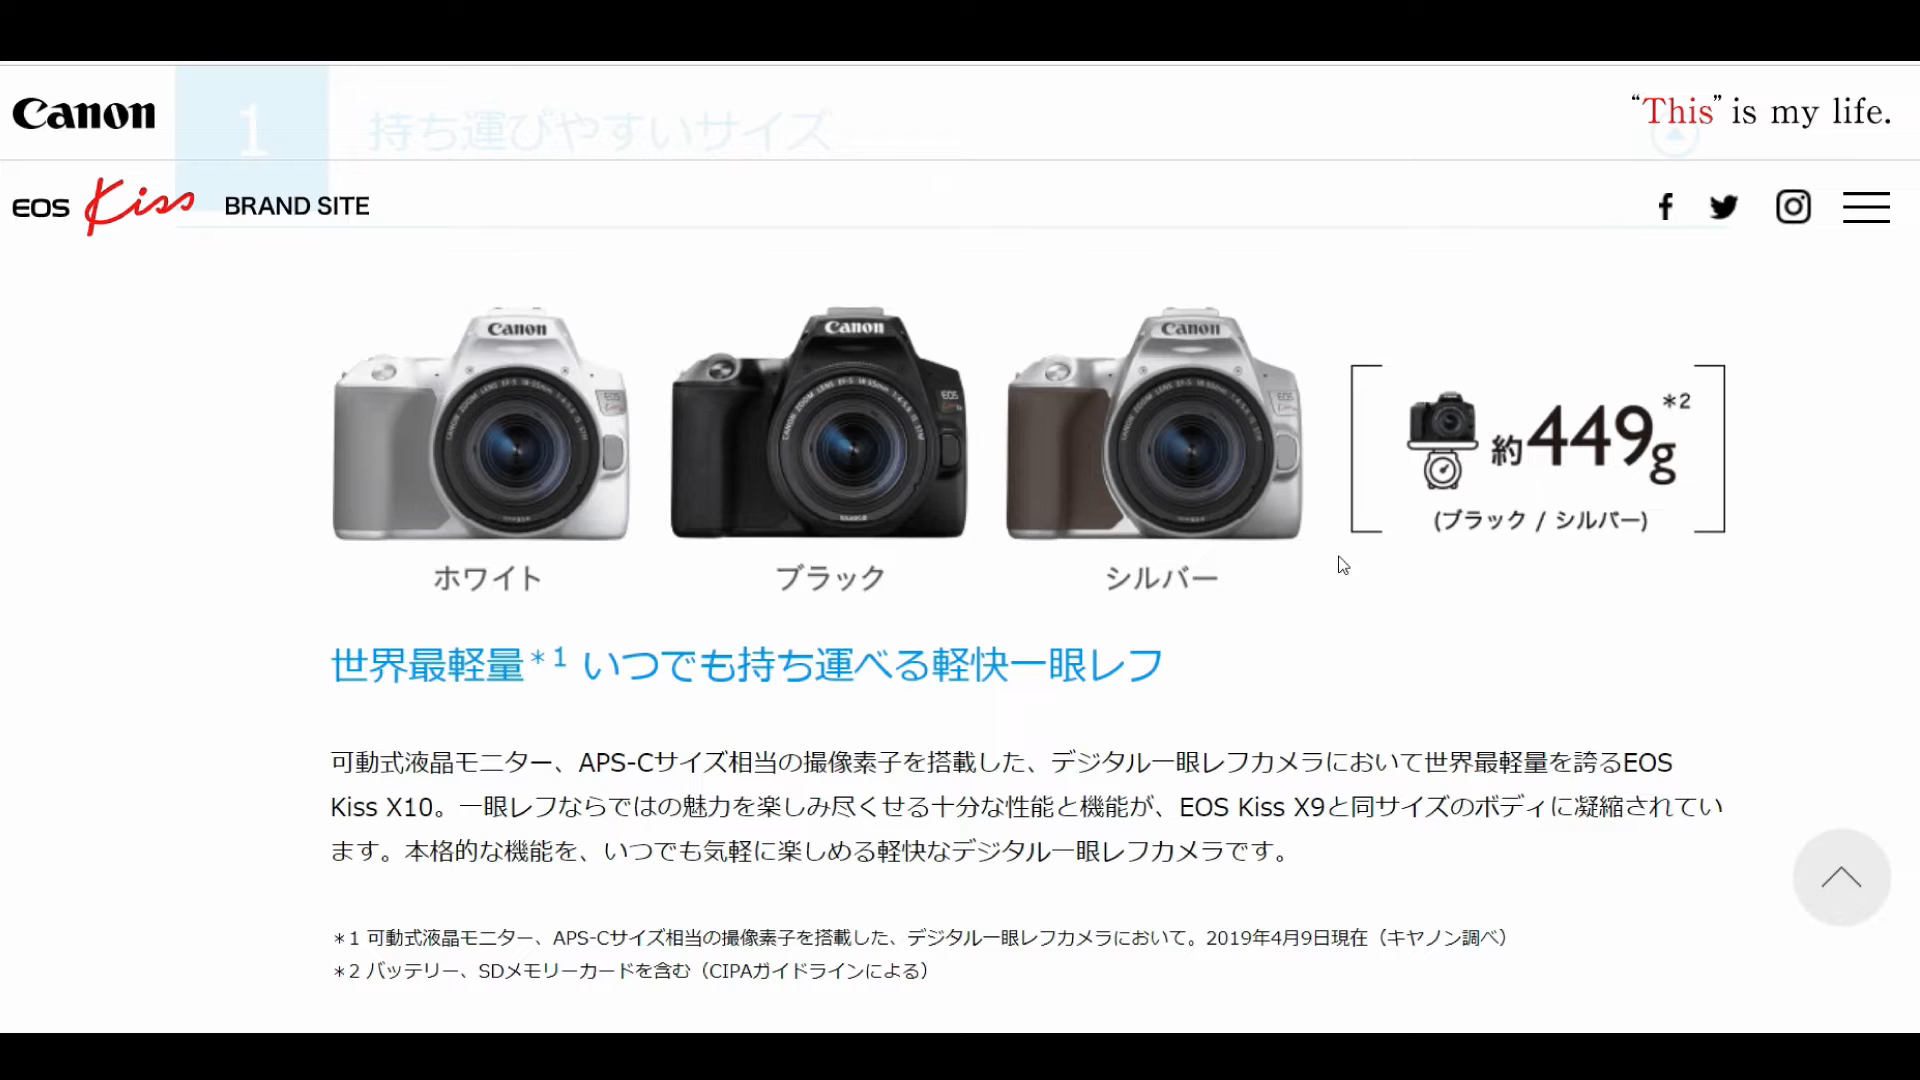 Canon
1 持ち運びやすいサイズ
“This” is my life.
EOS Kiss BRAND SITE
Canon
Canon
Canon
約449g＊2
(ブラック / シルバー)
ホワイト
ブラック
シルバー
世界最軽量＊1 いつでも持ち運べる軽快一眼レフ
可動式液晶モニター、APS-Cサイズ相当の撮像素子を搭載した、デジタル一眼レフカメラにおいて世界最軽量を誇るEOS
Kiss X10。一眼レフならではの魅力を楽しみ尽くせる十分な性能と機能が、EOS Kiss X9と同サイズのボディに凝縮されてい
ます。本格的な機能を、いつでも気軽に楽しめる軽快なデジタル一眼レフカメラです。
＊1 可動式液晶モニター、APS-Cサイズ相当の撮像素子を搭載した、デジタル一眼レフカメラにおいて。2019年4月9日現在（キヤノン調べ）
＊2 バッテリー、SDメモリーカードを含む（CIPAガイドラインによる）